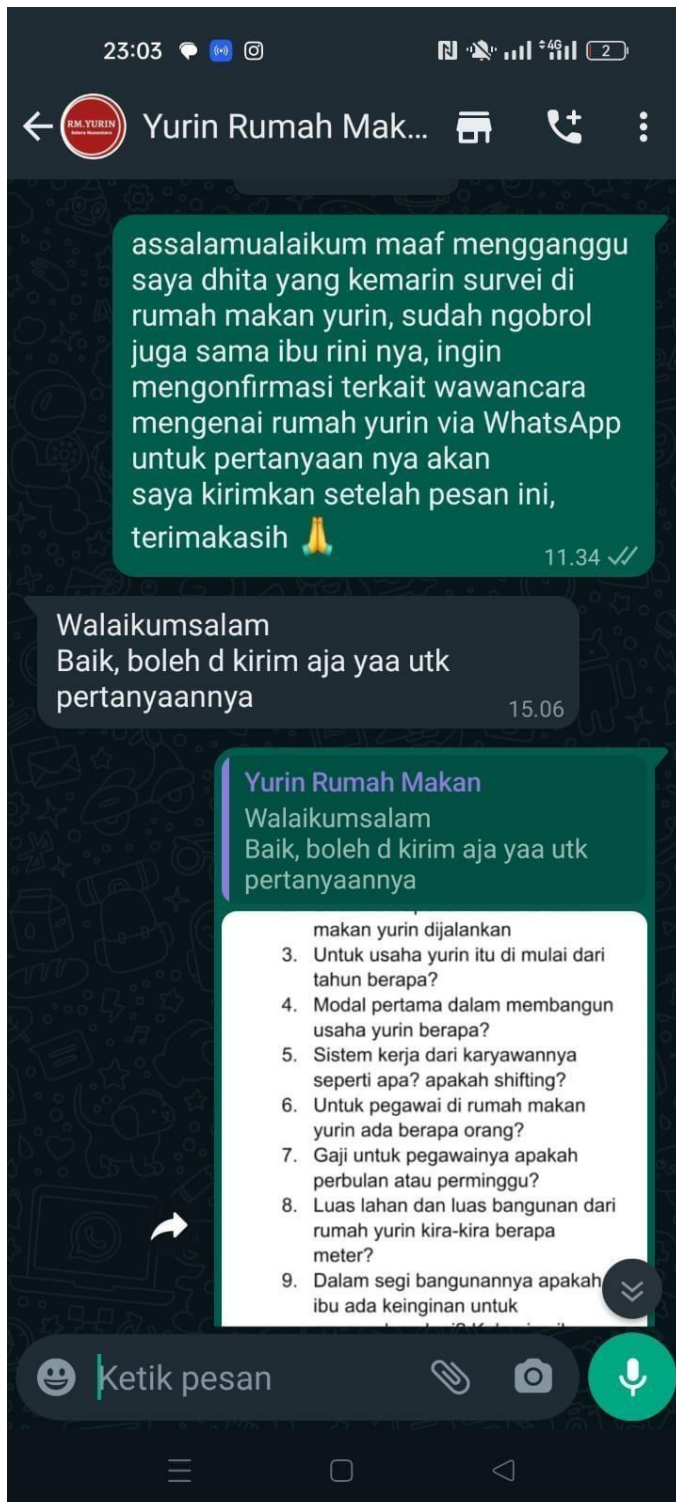 23:03
4G
2
RM.YURIN
Selera Nusantara
Yurin Rumah Mak...
assalamualaikum maaf mengganggu
saya dhita yang kemarin survei di
rumah makan yurin, sudah ngobrol
juga sama ibu rini nya, ingin
mengonfirmasi terkait wawancara
mengenai rumah yurin via WhatsApp
untuk pertanyaan nya akan
saya kirimkan setelah pesan ini,
terimakasih 🙏
11.34
Walaikumsalam
Baik, boleh d kirim aja yaa utk
pertanyaannya
15.06
Yurin Rumah Makan
Walaikumsalam
Baik, boleh d kirim aja yaa utk
pertanyaannya
makan yurin dijalankan
3. Untuk usaha yurin itu di mulai dari
tahun berapa?
4. Modal pertama dalam membangun
usaha yurin berapa?
5. Sistem kerja dari karyawannya
seperti apa? apakah shifting?
6. Untuk pegawai di rumah makan
yurin ada berapa orang?
7. Gaji untuk pegawainya apakah
perbulan atau perminggu?
8. Luas lahan dan luas bangunan dari
rumah yurin kira-kira berapa
meter?
9. Dalam segi bangunannya apakah
ibu ada keinginan untuk
Ketik pesan